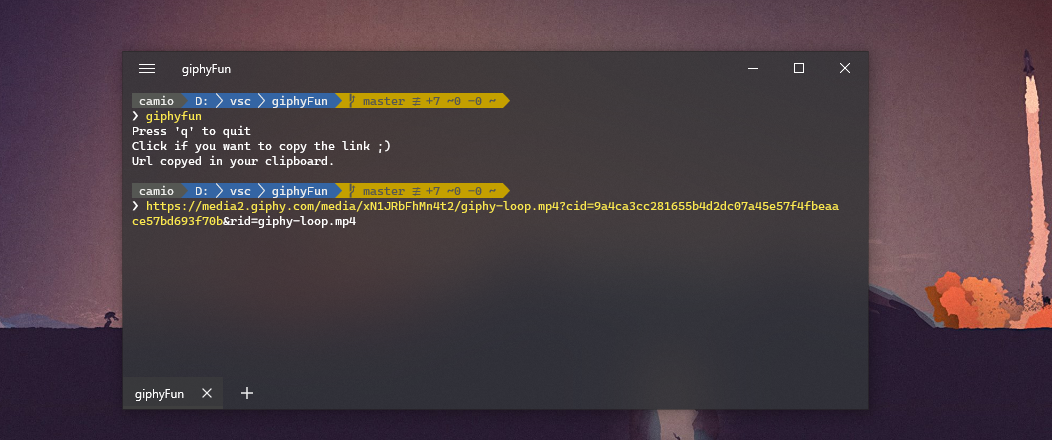 giphyFun
camio D: vsc giphyFun master ≢ +7 ~0 -0 ~
❯ giphyfun
Press 'q' to quit
Click if you want to copy the link ;)
Url copyed in your clipboard.
camio D: vsc giphyFun master ≢ +7 ~0 -0 ~
❯ https://media2.giphy.com/media/xN1JRbFhMn4t2/giphy-loop.mp4?cid=9a4ca3cc281655b4d2dc07a45e57f4fbeaa
ce57bd693f70b&rid=giphy-loop.mp4
giphyFun